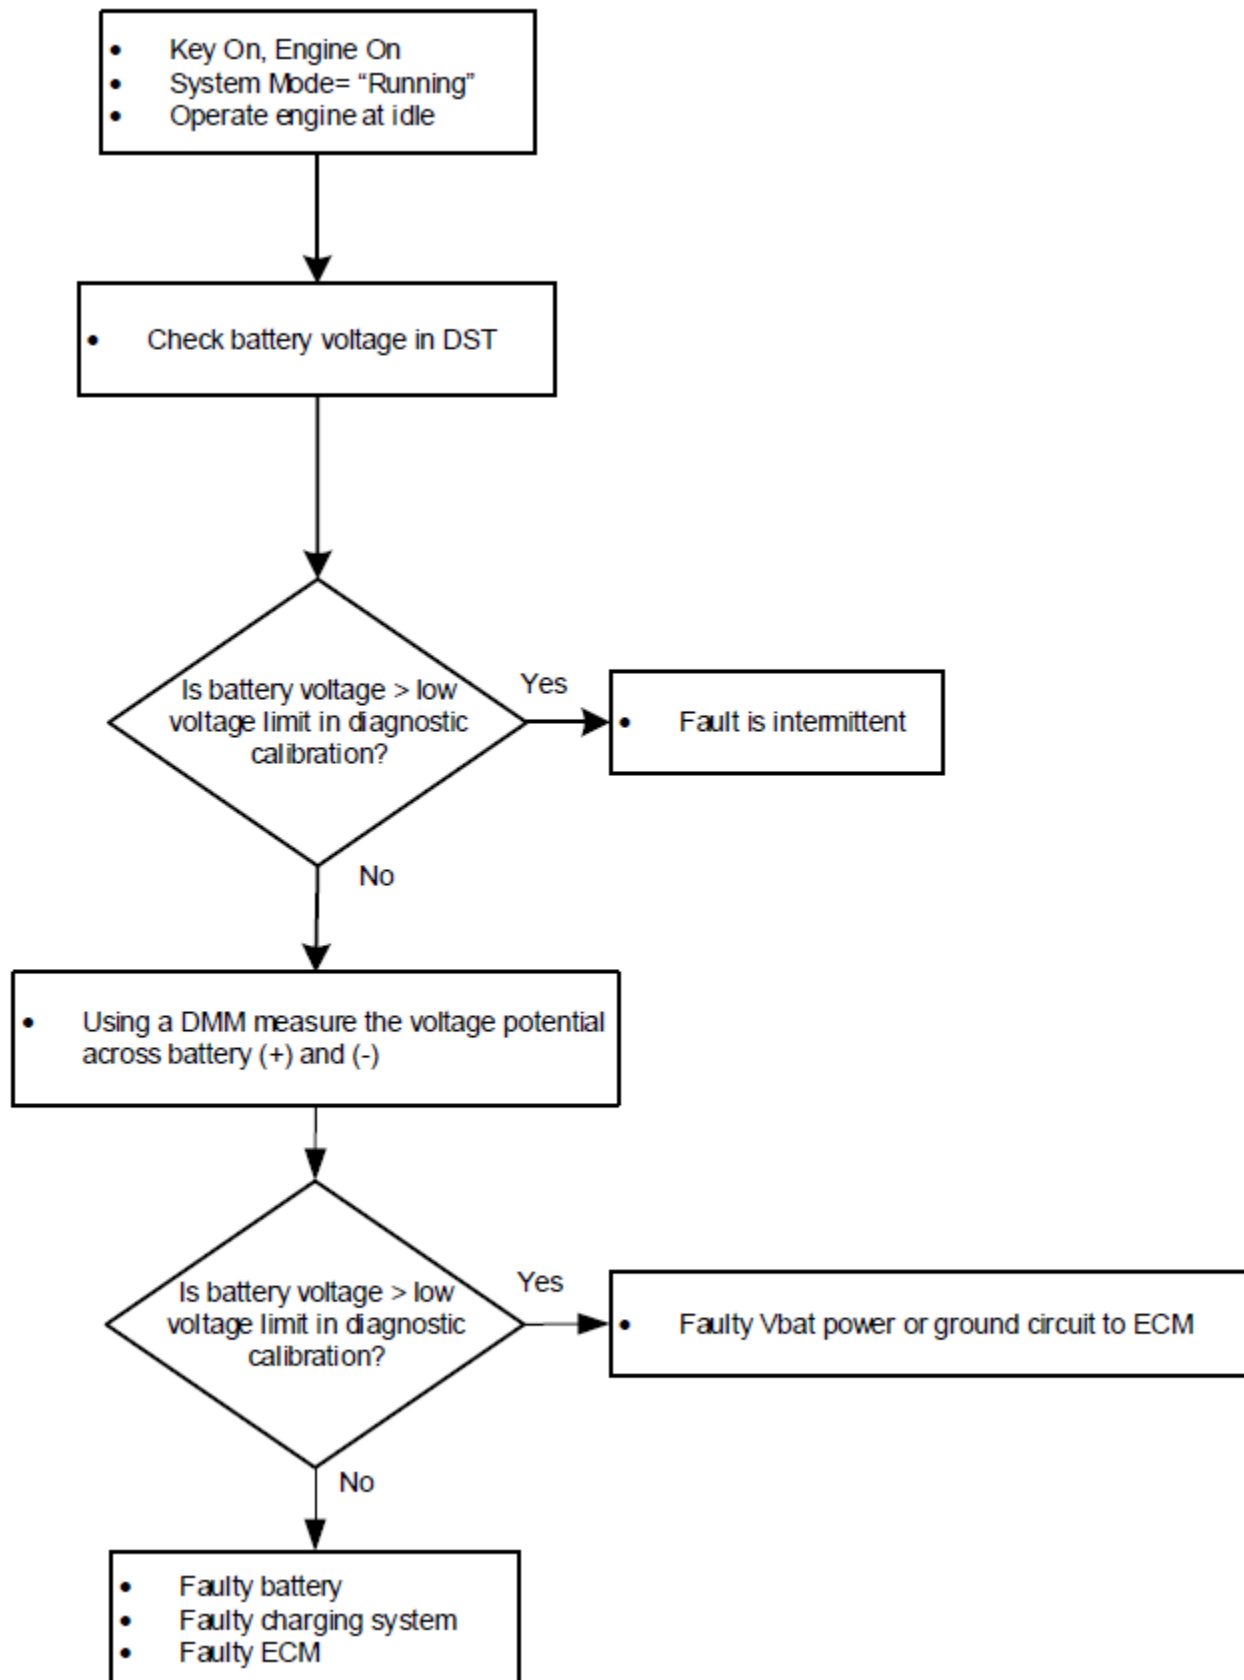 • Key On, Engine On
• System Mode= “Running”
• Operate engine at idle
• Check battery voltage in DST
Is battery voltage > low
voltage limit in diagnostic
calibration?
Yes
• Fault is intermittent
No
• Using a DMM measure the voltage potential
across battery (+) and (-)
Is battery voltage > low
voltage limit in diagnostic
calibration?
Yes
• Faulty Vbat power or ground circuit to ECM
No
• Faulty battery
• Faulty charging system
• Faulty ECM